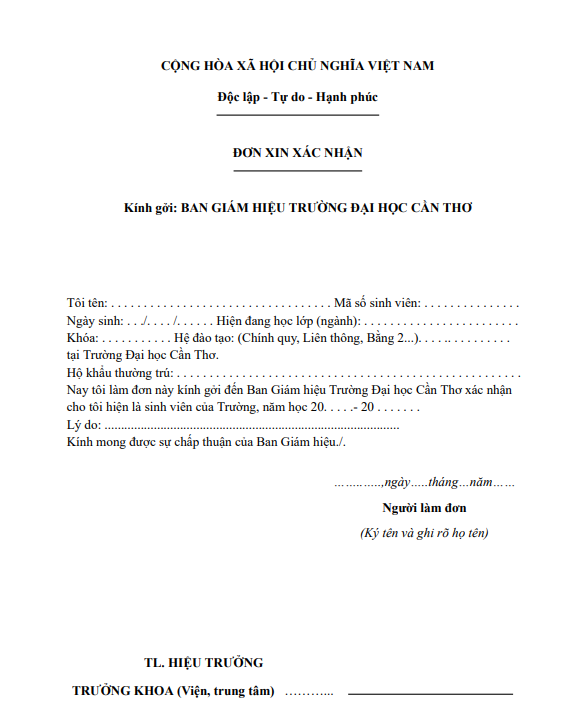 CỘNG HÒA XÃ HỘI CHỦ NGHĨA VIỆT NAM
Độc lập - Tự do - Hạnh phúc
ĐƠN XIN XÁC NHẬN
Kính gởi: BAN GIÁM HIỆU TRƯỜNG ĐẠI HỌC CẦN THƠ
Tôi tên: . . . . . . . . . . . . . . . . . . . . . . . . . . . . . . . . . . Mã số sinh viên: . . . . . . . . . . . . . . .
Ngày sinh: . . ./. . . . /. . . . . . Hiện đang học lớp (ngành): . . . . . . . . . . . . . . . . . . . . . . . .
Khóa: . . . . . . . . . . . Hệ đào tạo: (Chính quy, Liên thông, Bằng 2...). . . . .. . . . . . . . . .
tại Trường Đại học Cần Thơ.
Hộ khẩu thường trú: . . . . . . . . . . . . . . . . . . . . . . . . . . . . . . . . . . . . . . . . . . . . . . . . . . . . .
Nay tôi làm đơn này kính gởi đến Ban Giám hiệu Trường Đại học Cần Thơ xác nhận
cho tôi hiện là sinh viên của Trường, năm học 20. . . . .- 20 . . . . . . .
Lý do: ..........................................................................................
Kính mong được sự chấp thuận của Ban Giám hiệu./.
…………..,ngày…..tháng…năm……
Người làm đơn
(Ký tên và ghi rõ họ tên)
TL. HIỆU TRƯỞNG
TRƯỞNG KHOA (Viện, trung tâm) ………...